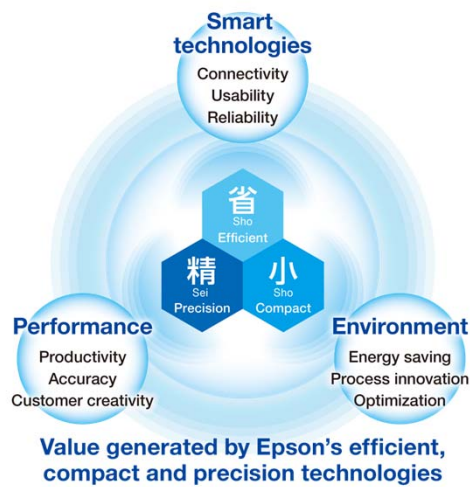 Smart
technologies
Connectivity
Usability
Reliability
省
Sho
Efficient
精
Sei
Precision
小
Sho
Compact
Performance
Productivity
Accuracy
Customer creativity
Environment
Energy saving
Process innovation
Optimization
Value generated by Epson's efficient,
compact and precision technologies